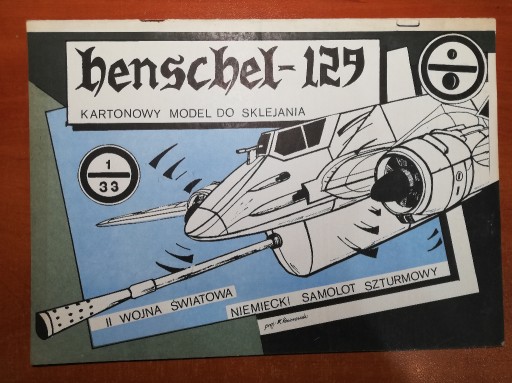 henschel-129
KARTONOWY MODEL DO SKLEJANIA
1
33
II WOJNA ŚWIATOWA
NIEMIECKI SAMOLOT SZTURMOWY